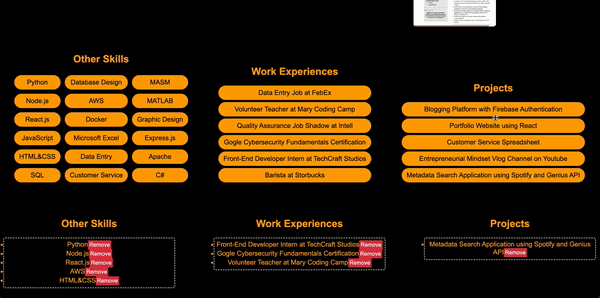 Other Skills
Python
Database Design
MASM
Node.js
AWS
MATLAB
React.js
Docker
Graphic Design
JavaScript
Microsoft Excel
Express.js
HTML&CSS
Data Entry
Apache
SQL
Customer Service
C#
Work Experiences
Data Entry Job at FebEx
Volunteer Teacher at Mary Coding Camp
Quality Assurance Job Shadow at Intell
Gogle Cybersecurity Fundamentals Certification
Front-End Developer Intern at TechCraft Studios
Barista at Storbucks
Projects
Blogging Platform with Firebase Authentication
Portfolio Website using React
Customer Service Spreadsheet
Entrepreneurial Mindset Vlog Channel on Youtube
Metadata Search Application using Spotify and Genius API
Other Skills
Python Remove
Node.js Remove
React.js Remove
AWS Remove
HTML&CSS Remove
Work Experiences
Front-End Developer Intern at TechCraft Studios Remove
Gogle Cybersecurity Fundamentals Certification Remove
Volunteer Teacher at Mary Coding Camp Remove
Projects
Metadata Search Application using Spotify and Genius
API Remove